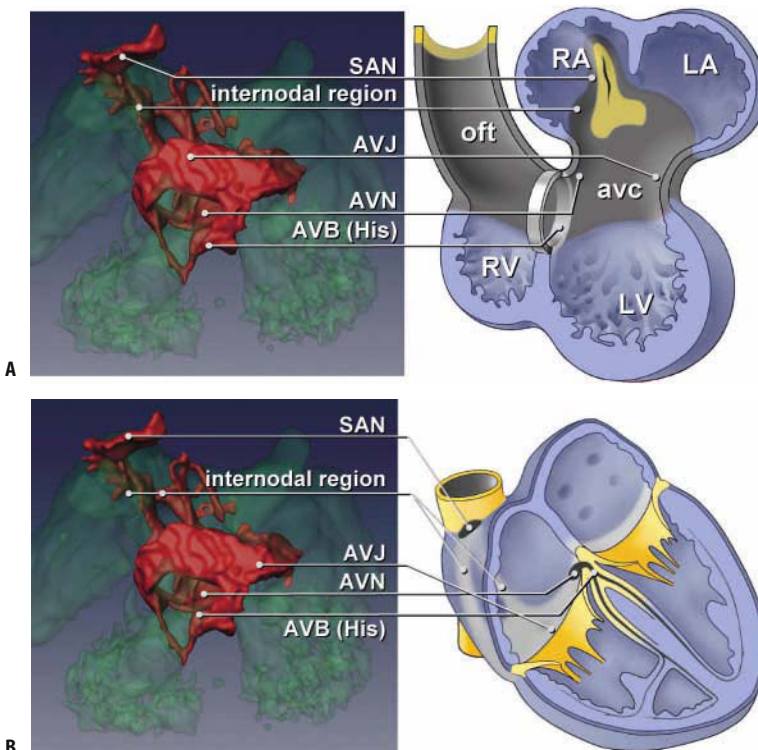 SAN
internodal region
AVJ
AVN
AVB (His)
oft
RA
LA
avc
RV
LV
A
SAN
internodal region
AVJ
AVN
AVB (His)
B